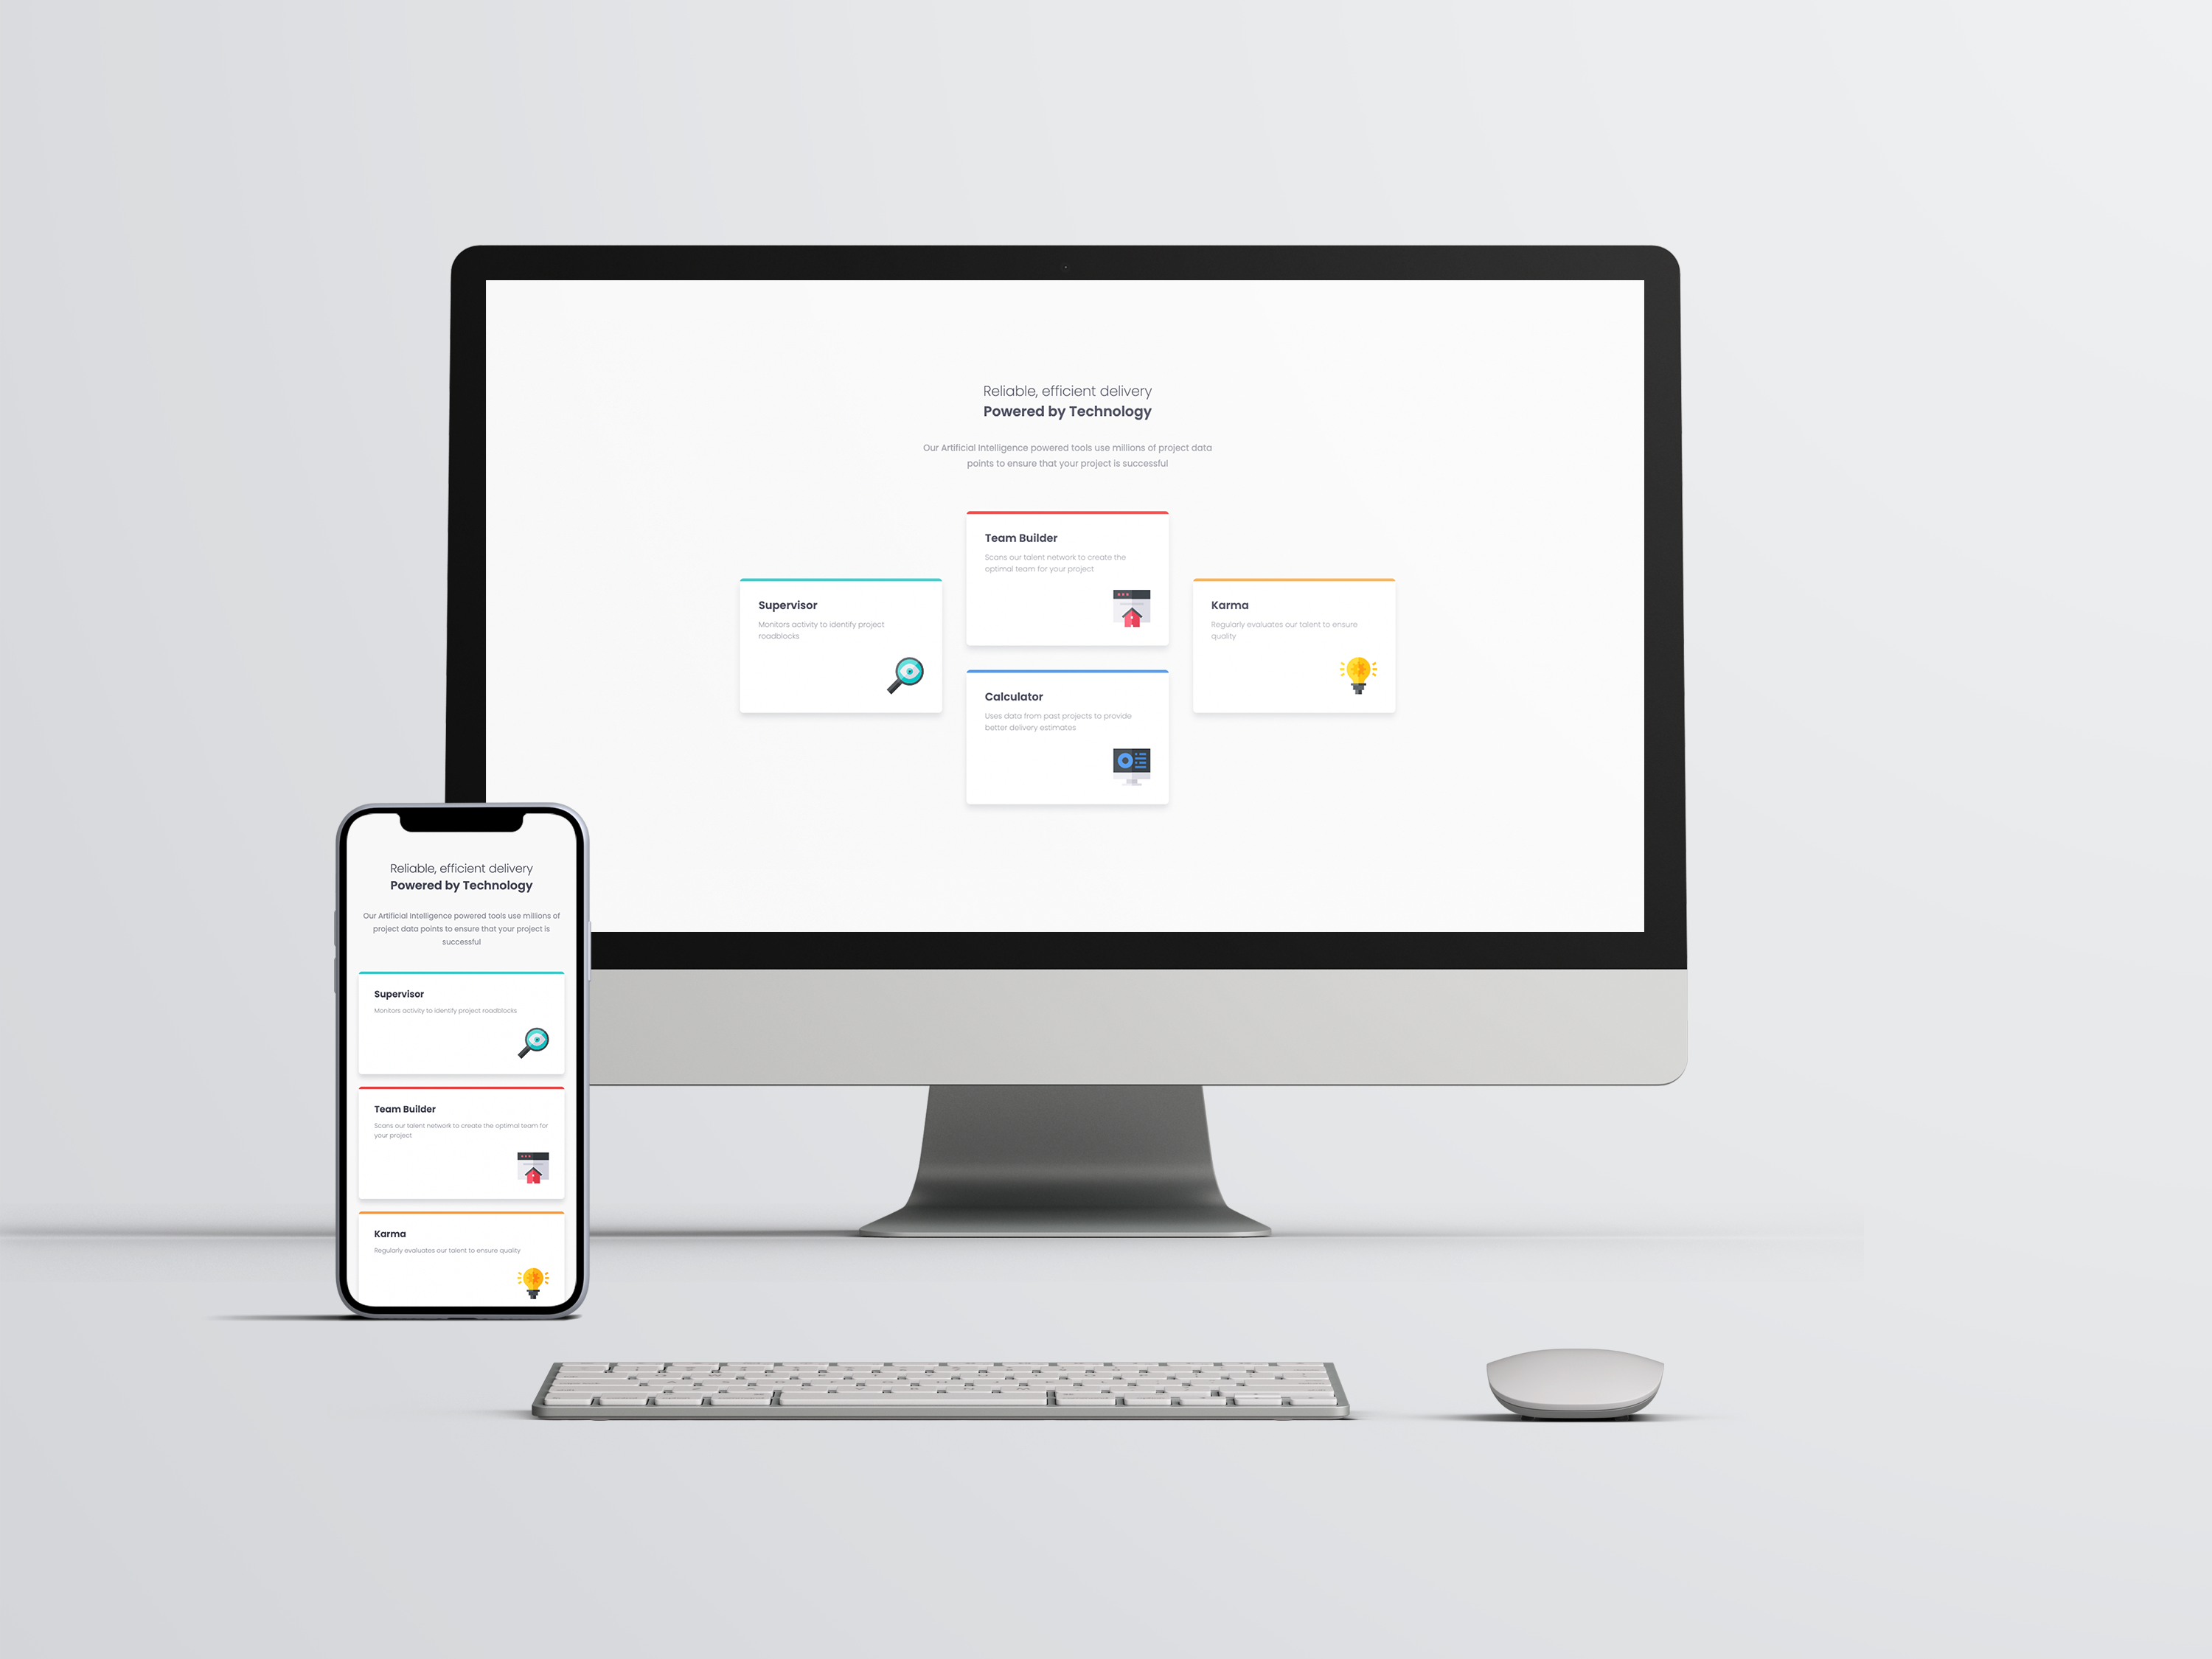 Reliable, efficient delivery
Powered by Technology
Our Artificial Intelligence powered tools use millions of project data
points to ensure that your project is successful
Team Builder
Scans our talent network to create the
optimal team for your project
Supervisor
Monitors activity to identify project
roadblocks
Karma
Regularly evaluates our talent to ensure
quality
Calculator
Uses data from past projects to provide
better delivery estimates
Reliable, efficient delivery
Powered by Technology
Our Artificial Intelligence powered tools use millions of
project data points to ensure that your project is
successful
Supervisor
Monitors activity to identify project roadblocks
Team Builder
Scans our talent network to create the optimal team for
your project
Karma
Regularly evaluates our talent to ensure quality